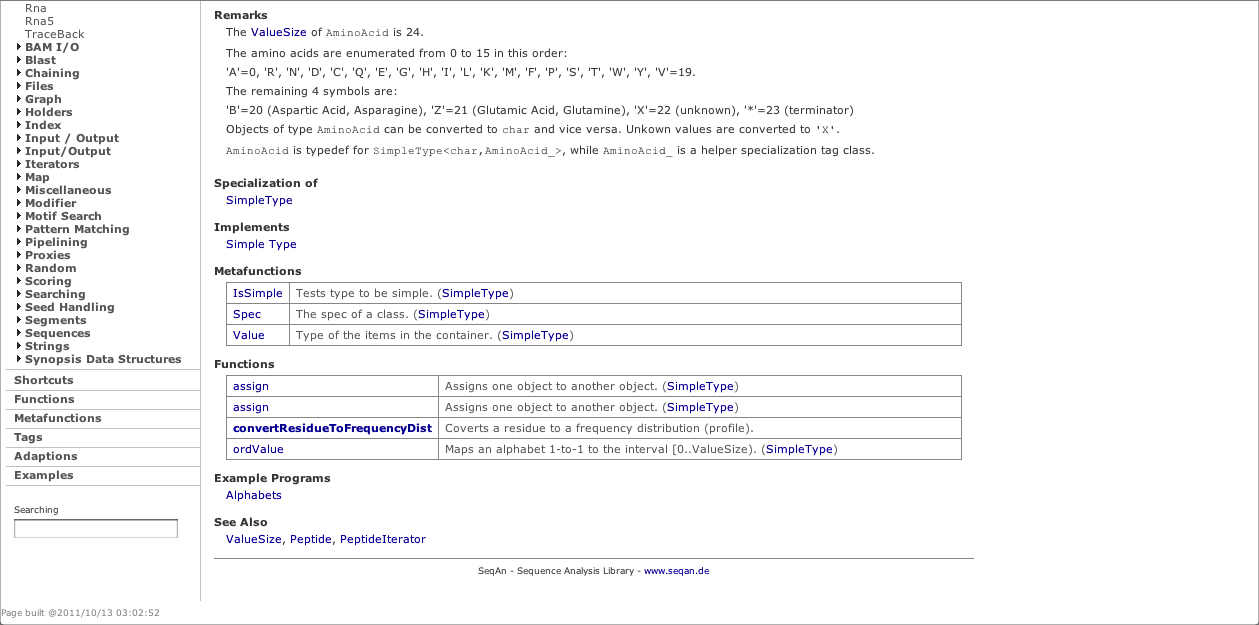 Rna
Rna5
TraceBack
BAM I/O
Blast
Chaining
Files
Graph
Holders
Index
Input / Output
Input/Output
Iterators
Map
Miscellaneous
Modifier
Motif Search
Pattern Matching
Pipelining
Proxies
Random
Scoring
Searching
Seed Handling
Segments
Sequences
Strings
Synopsis Data Structures
Shortcuts
Functions
Metafunctions
Tags
Adaptions
Examples
Searching
Remarks
The ValueSize of AminoAcid is 24.
The amino acids are enumerated from 0 to 15 in this order:
'A'=0, 'R', 'N', 'D', 'C', 'Q', 'E', 'G', 'H', 'I', 'L', 'K', 'M', 'F', 'P', 'S', 'T', 'W', 'Y', 'V'=19.
The remaining 4 symbols are:
'B'=20 (Aspartic Acid, Asparagine), 'Z'=21 (Glutamic Acid, Glutamine), 'X'=22 (unknown), '*'=23 (terminator)
Objects of type AminoAcid can be converted to char and vice versa. Unkown values are converted to 'X'.
AminoAcid is typedef for SimpleType<char,AminoAcid_>, while AminoAcid_ is a helper specialization tag class.
Specialization of
SimpleType
Implements
Simple Type
Metafunctions
IsSimple Tests type to be simple. (SimpleType)
Spec The spec of a class. (SimpleType)
Value Type of the items in the container. (SimpleType)
Functions
assign Assigns one object to another object. (SimpleType)
assign Assigns one object to another object. (SimpleType)
convertResidueToFrequencyDist Coverts a residue to a frequency distribution (profile).
ordValue Maps an alphabet 1-to-1 to the interval [0..ValueSize). (SimpleType)
Example Programs
Alphabets
See Also
ValueSize, Peptide, PeptideIterator
SeqAn - Sequence Analysis Library - www.seqan.de
Page built @2011/10/13 03:02:52